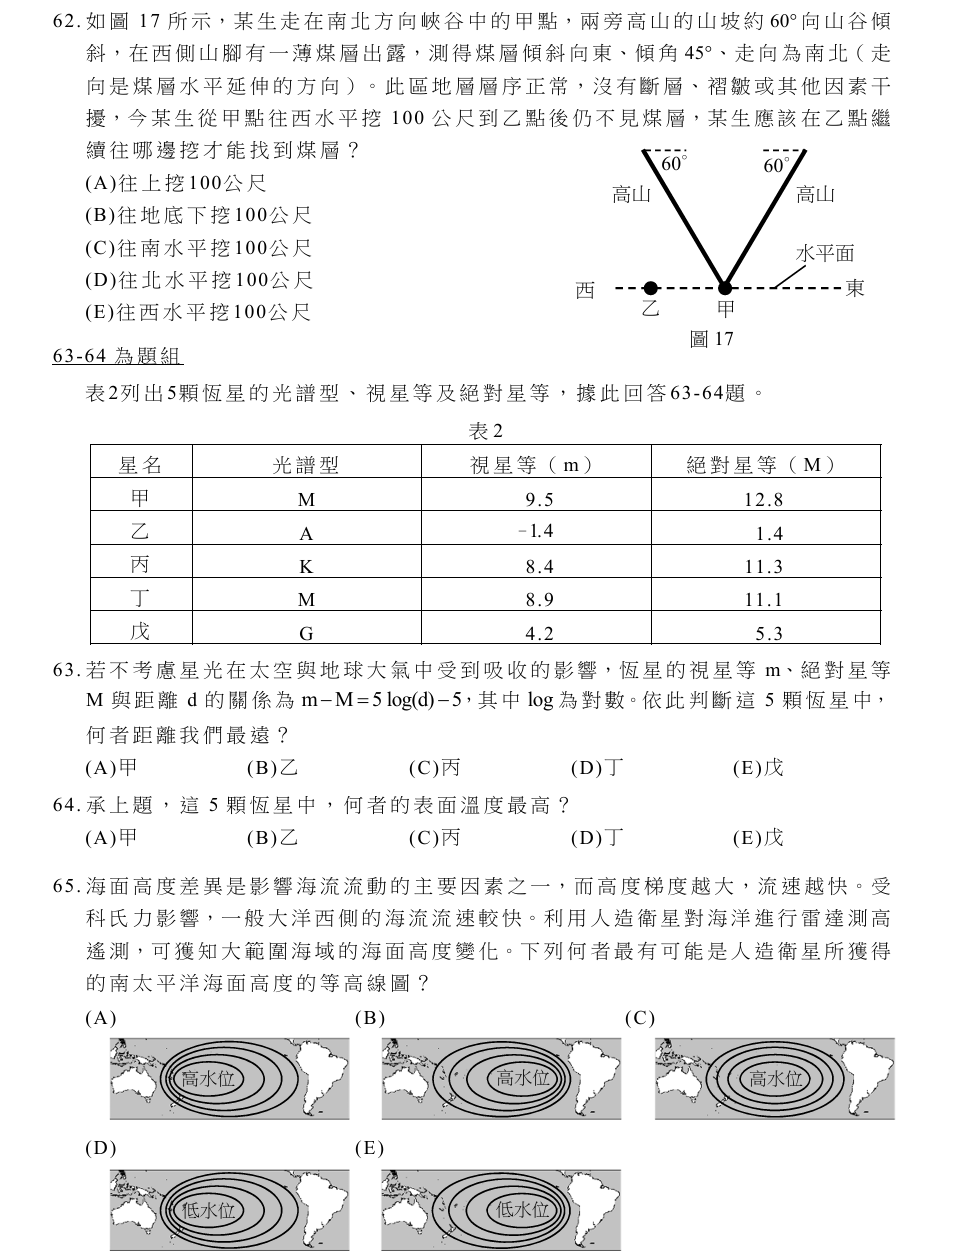 62.如圖 17 所示，某生走在南北方向峽谷中的甲點，兩旁高山的山坡約 60° 向山谷傾
斜，在西側山腳有一薄煤層出露，測得煤層傾斜向東、傾角 45°、走向為南北（走
向是煤層水平延伸的方向）。此區地層層序正常，沒有斷層、褶皺或其他因素干
擾，今某生從甲點往西水平挖 100 公尺到乙點後仍不見煤層，某生應該在乙點繼
續往哪邊挖才能找到煤層？
(A)往上挖100公尺
(B)往地底下挖100公尺
(C)往南水平挖100公尺
(D)往北水平挖100公尺
(E)往西水平挖100公尺
60° 60°
高山 高山
水平面
西 東
乙 甲
圖 17
63-64 為題組
表2列出5顆恆星的光譜型、視星等及絕對星等，據此回答63-64題。
表 2
星名 光譜型 視星等（m） 絕對星等（M）
甲 M 9.5 12.8
乙 A −1.4 1.4
丙 K 8.4 11.3
丁 M 8.9 11.1
戊 G 4.2 5.3
63.若不考慮星光在太空與地球大氣中受到吸收的影響，恆星的視星等 m、絕對星等
M 與距離 d 的關係為 m−M=5 log(d)−5，其中 log 為對數。依此判斷這 5 顆恆星中，
何者距離我們最遠？
(A)甲 (B)乙 (C)丙 (D)丁 (E)戊
64.承上題，這 5 顆恆星中，何者的表面溫度最高？
(A)甲 (B)乙 (C)丙 (D)丁 (E)戊
65.海面高度差異是影響海流流動的主要因素之一，而高度梯度越大，流速越快。受
科氏力影響，一般大洋西側的海流流速較快。利用人造衛星對海洋進行雷達測高
遙測，可獲知大範圍海域的海面高度變化。下列何者最有可能是人造衛星所獲得
的南太平洋海面高度的等高線圖？
(A) (B) (C)
高水位 高水位 高水位
(D) (E)
低水位 低水位